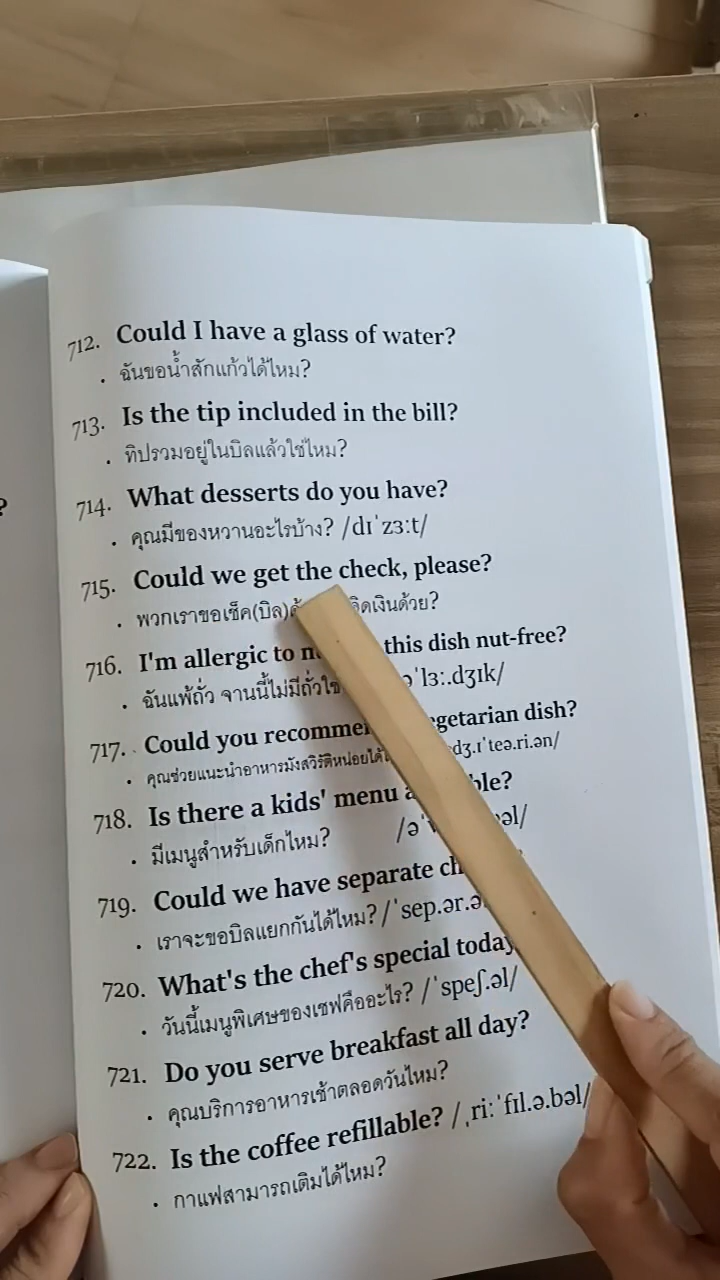 ?
712. Could I have a glass of water?
. ฉันขอน้ำสักแก้วได้ไหม?
713. Is the tip included in the bill?
. ทิปรวมอยู่ในบิลแล้วใช่ไหม?
714. What desserts do you have?
. คุณมีของหวานอะไรบ้าง? /dɪˈzɜːt/
715. Could we get the check, please?
. พวกเราขอเช็ค(บิล) คิดเงินด้วย?
716. I'm allergic to this dish nut-free?
. ฉันแพ้ถั่ว จานนี้ไม่มีถั่ว əˈlɜː.dʒɪk/
717. Could you dish?
. คุณช่วยแนะนำอาหารมังสวิรัติหน่อย dʒ.ɪˈteə.ri.ən/
718. Is there a kids' menu
. มีเมนูสำหรับเด็กไหม?
719. Could we have separate
. เราจะขอบิลแยกกันได้ไหม? /ˈsep.ər.ə
720. What's the chef's special today
. วันนี้เมนูพิเศษของเชฟคืออะไร? /ˈspeʃ.əl/
721. Do you serve breakfast all day?
. คุณบริการอาหารเช้าตลอดวันไหม?
722. Is the coffee refillable? /ˌriːˈfɪl.ə.bəl/
. กาแฟสามารถเติมได้ไหม?